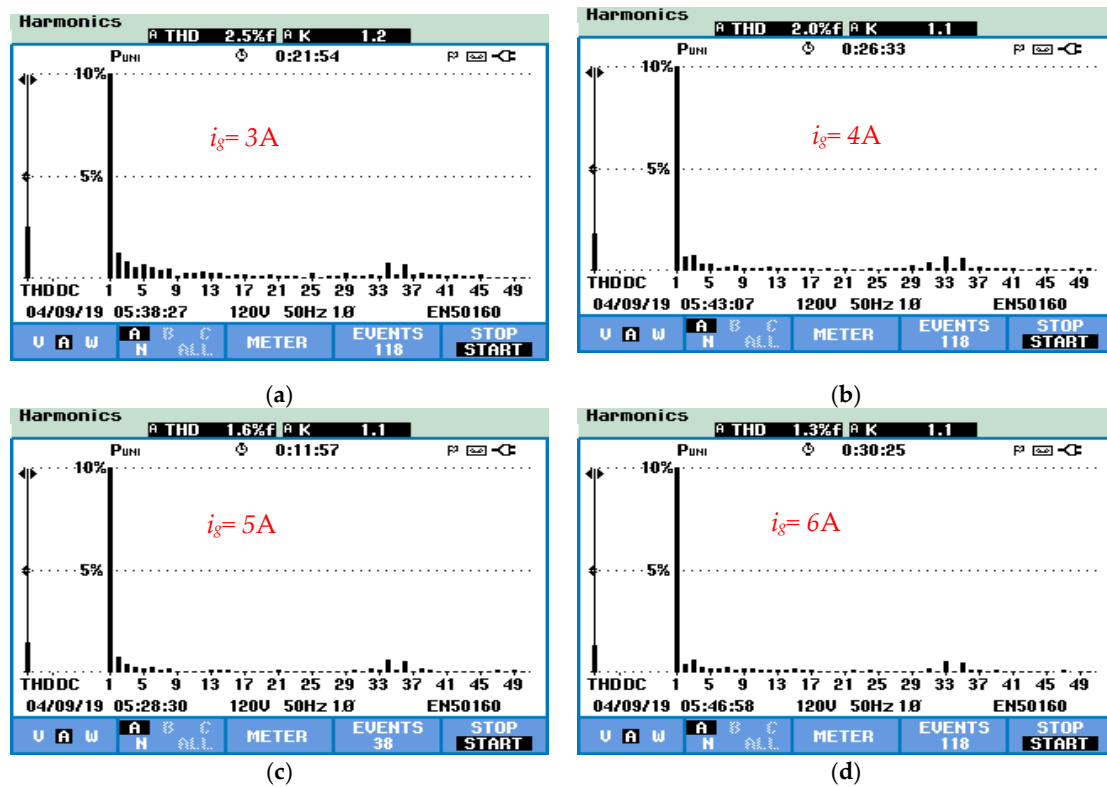 Harmonics
A THD 2.5%f A K 1.2
PUNI 0:21:54
10%
ig= 3A
5%
THD DC 1 5 9 13 17 21 25 29 33 37 41 45 49
04/09/19 05:38:27 120V 50Hz 1Ø EN50160
V A W A B C N ALL METER EVENTS 118 STOP START
(a)
Harmonics
A THD 2.0%f A K 1.1
PUNI 0:26:33
10%
ig= 4A
5%
THD DC 1 5 9 13 17 21 25 29 33 37 41 45 49
04/09/19 05:43:07 120V 50Hz 1Ø EN50160
V A W A B C N ALL METER EVENTS 118 STOP START
(b)
Harmonics
A THD 1.6%f A K 1.1
PUNI 0:11:57
10%
ig= 5A
5%
THD DC 1 5 9 13 17 21 25 29 33 37 41 45 49
04/09/19 05:28:30 120V 50Hz 1Ø EN50160
V A W A B C N ALL METER EVENTS 38 STOP START
(c)
Harmonics
A THD 1.3%f A K 1.1
PUNI 0:30:25
10%
ig= 6A
5%
THD DC 1 5 9 13 17 21 25 29 33 37 41 45 49
04/09/19 05:46:58 120V 50Hz 1Ø EN50160
V A W A B C N ALL METER EVENTS 118 STOP START
(d)